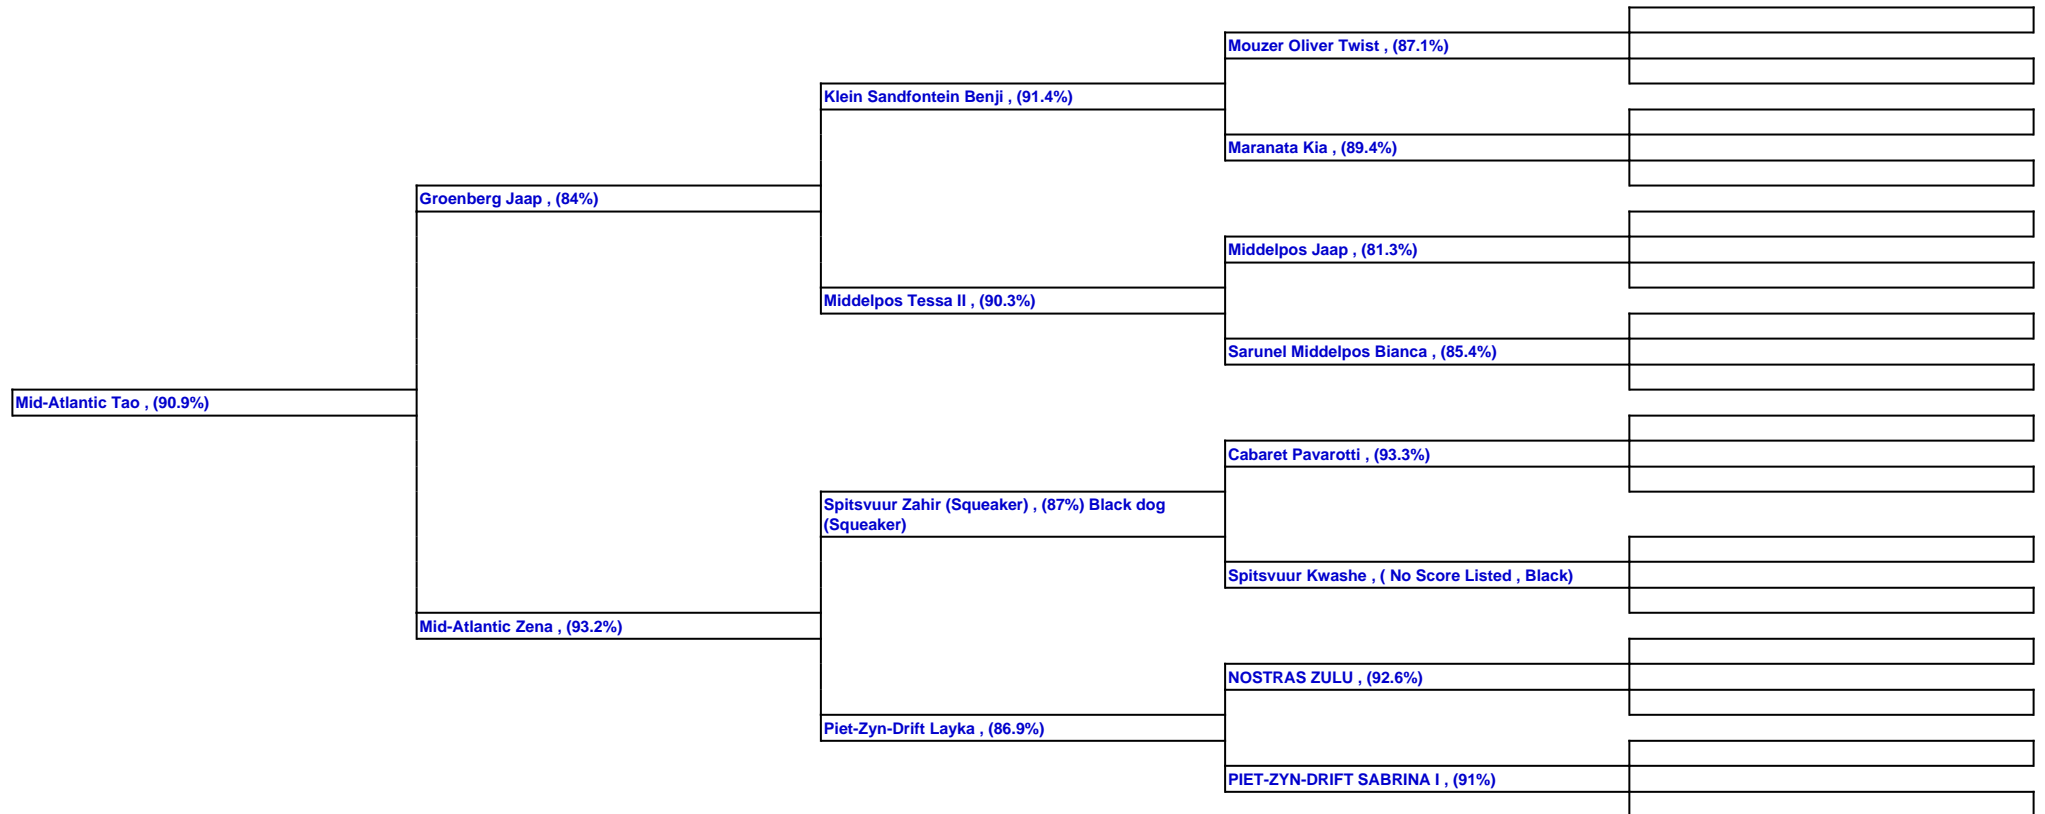 Mouzer Oliver Twist , (87.1%)
Klein Sandfontein Benji , (91.4%)
Maranata Kia , (89.4%)
Groenberg Jaap , (84%)
Middelpos Jaap , (81.3%)
Middelpos Tessa II , (90.3%)
Sarunel Middelpos Bianca , (85.4%)
Mid-Atlantic Tao , (90.9%)
Cabaret Pavarotti , (93.3%)
Spitsvuur Zahir (Squeaker) , (87%) Black dog
(Squeaker)
Spitsvuur Kwashe , ( No Score Listed , Black)
Mid-Atlantic Zena , (93.2%)
NOSTRAS ZULU , (92.6%)
Piet-Zyn-Drift Layka , (86.9%)
PIET-ZYN-DRIFT SABRINA I , (91%)